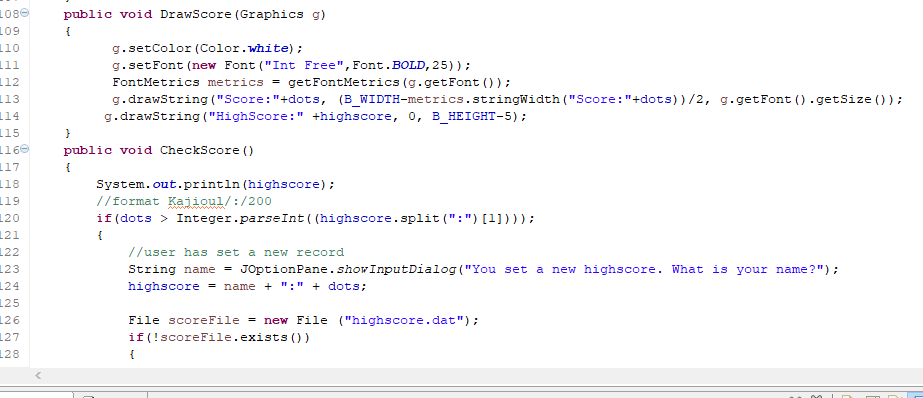 108 public void DrawScore(Graphics g)
109 {
110 g.setColor(Color.white);
111 g.setFont(new Font("Int Free",Font.BOLD,25));
112 FontMetrics metrics = getFontMetrics(g.getFont());
113 g.drawString("Score:"+dots, (B_WIDTH-metrics.stringWidth("Score:"+dots))/2, g.getFont().getSize());
114 g.drawString("HighScore:" +highscore, 0, B_HEIGHT-5);
115 }
116 public void CheckScore()
117 {
118 System.out.println(highscore);
119 //format Kajioul/:/200
120 if(dots > Integer.parseInt((highscore.split(":")[1])));
121 {
122 //user has set a new record
123 String name = JOptionPane.showInputDialog("You set a new highscore. What is your name?");
124 highscore = name + ":" + dots;
125
126 File scoreFile = new File ("highscore.dat");
127 if(!scoreFile.exists())
128 {